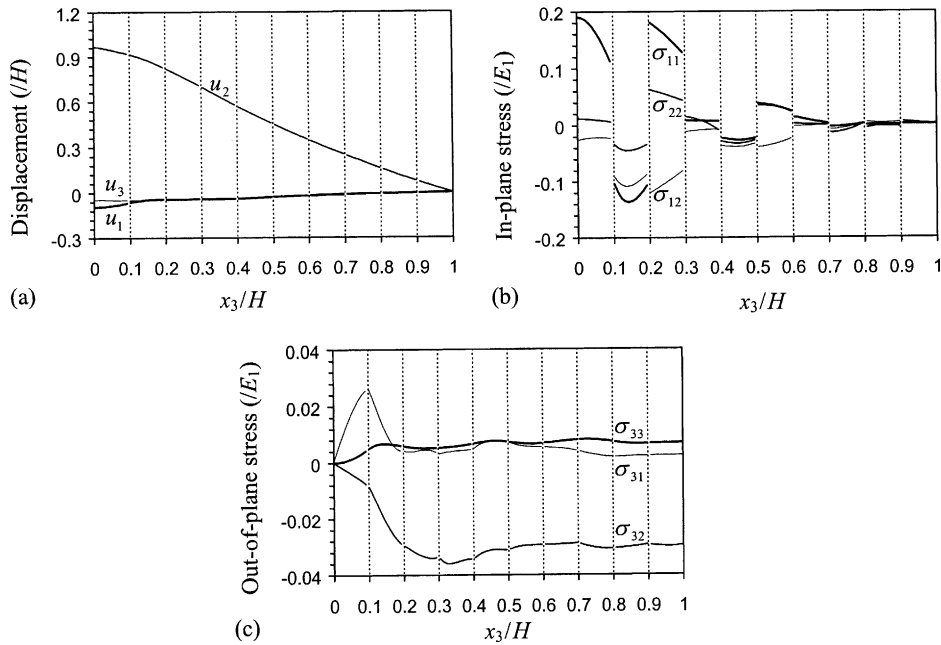 1.2
0.9
0.6
0.3
0
-0.3
Displacement (/H)
u2
u3
u1
0 0.1 0.2 0.3 0.4 0.5 0.6 0.7 0.8 0.9 1
x3/H
(a)
0.2
0.1
0
-0.1
0.2
In-plane stress (/E1)
σ11
σ22
σ12
0 0.1 0.2 0.3 0.4 0.5 0.6 0.7 0.8 0.9 1
x3/H
(b)
0.04
0.02
0
-0.02
-0.04
Out-of-plane stress (/E1)
σ33
σ31
σ32
0 0.1 0.2 0.3 0.4 0.5 0.6 0.7 0.8 0.9 1
x3/H
(c)